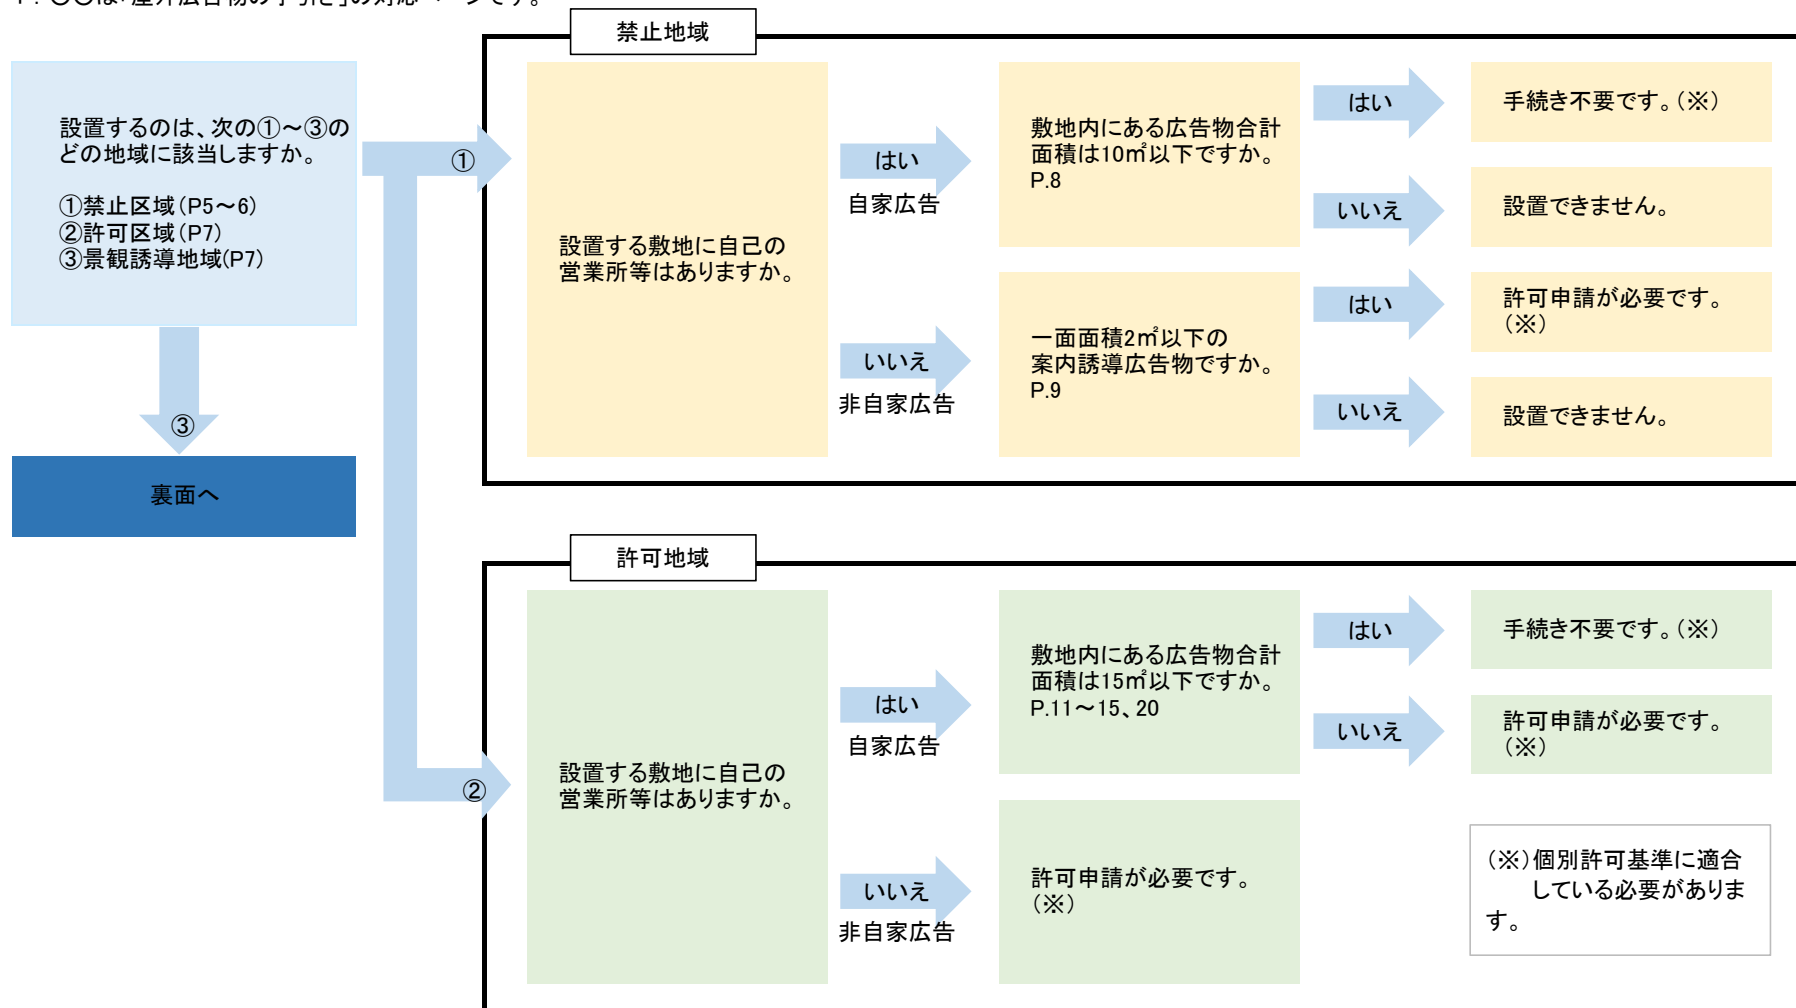 禁止地域
設置するのは、次の①～③の
どの地域に該当しますか。
①禁止区域（P5～6）
②許可区域（P7）
③景観誘導地域(P7)
①
③
裏面へ
設置する敷地に自己の
営業所等はありますか。
はい
自家広告
敷地内にある広告物合計
面積は10㎡以下ですか。
P.8
はい
手続き不要です。（※）
いいえ
設置できません。
いいえ
非自家広告
一面面積2㎡以下の
案内誘導広告物ですか。
P.9
はい
許可申請が必要です。
（※）
いいえ
設置できません。
許可地域
②
設置する敷地に自己の
営業所等はありますか。
はい
自家広告
敷地内にある広告物合計
面積は15㎡以下ですか。
P.11～15、20
はい
手続き不要です。（※）
いいえ
許可申請が必要です。
（※）
いいえ
非自家広告
許可申請が必要です。
（※）
（※）個別許可基準に適合
している必要がありま
す。